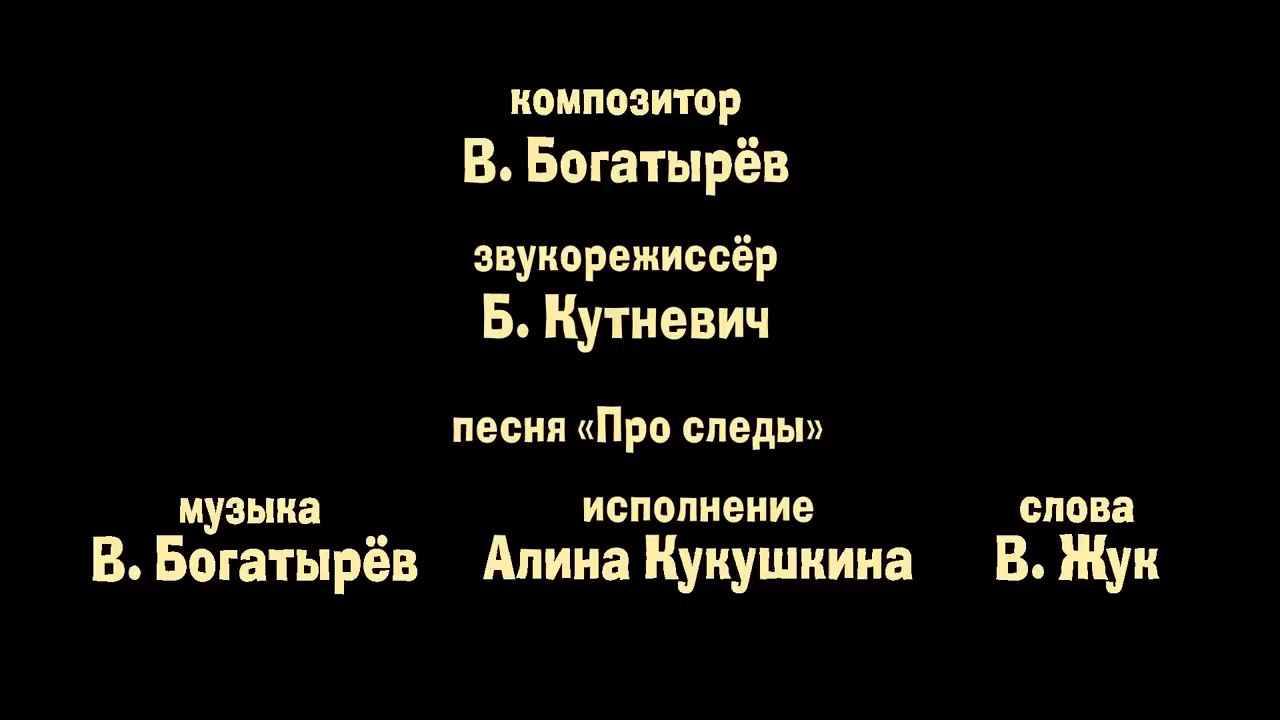 композитор
В. Богатырёв
звукорежиссёр
Б. Кутневич
песня «Про следы»
музыка исполнение слова
В. Богатырёв Алина Кукушкина В. Жук